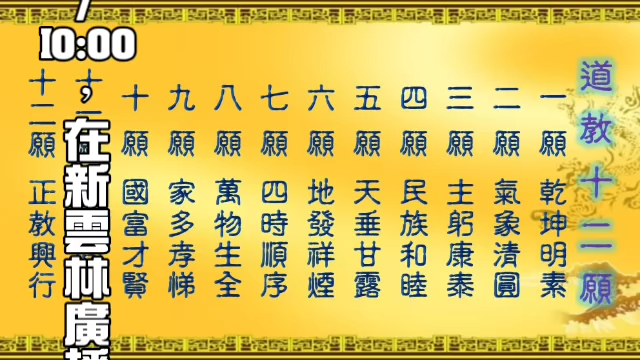 道教十二願
一願 乾坤明素
二願 氣象清圓
三願 主躬康泰
四願 民族和睦
五願 天垂甘露
六願 地發祥煙
七願 四時順序
八願 萬物生全
九願 家多孝悌
十願 國富才賢
十
十二願 正教興行
10:00
，在新雲林廣播